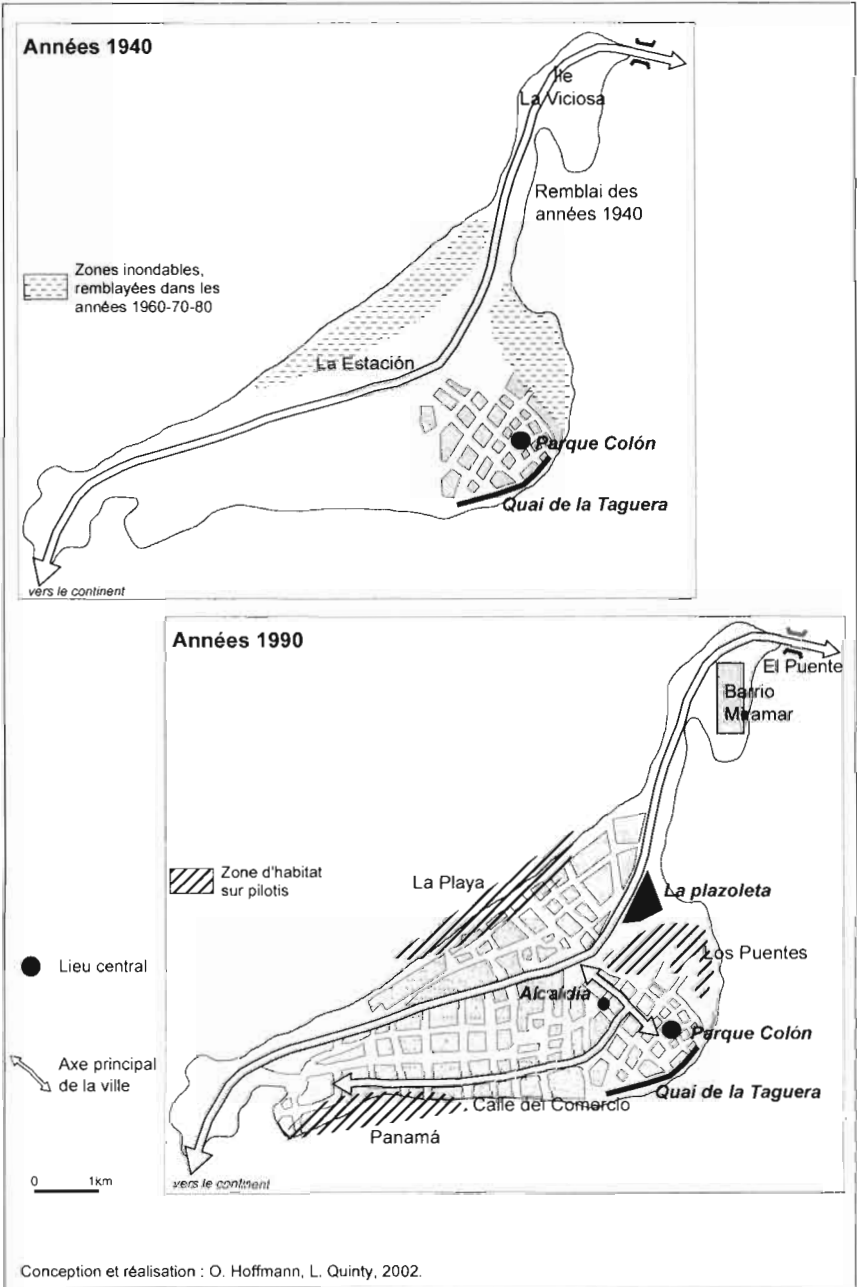 Années 1940
Île
La Viciosa
Remblai des
années 1940
Zones inondables,
remblayées dans les
années 1960-70-80
La Estación
Parque Colón
Quai de la Taguera
vers le continent
Années 1990
El Puente
Barrio
Miramar
Zone d'habitat
sur pilotis
La Playa
La plazoleta
Los Puentes
Lieu central
Alcaldía
Parque Colón
Axe principal
de la ville
Quai de la Taguera
Calle del Comorcio
Panamá
0 1km
vers le continent
Conception et réalisation : O. Hoffmann, L. Quinty, 2002.